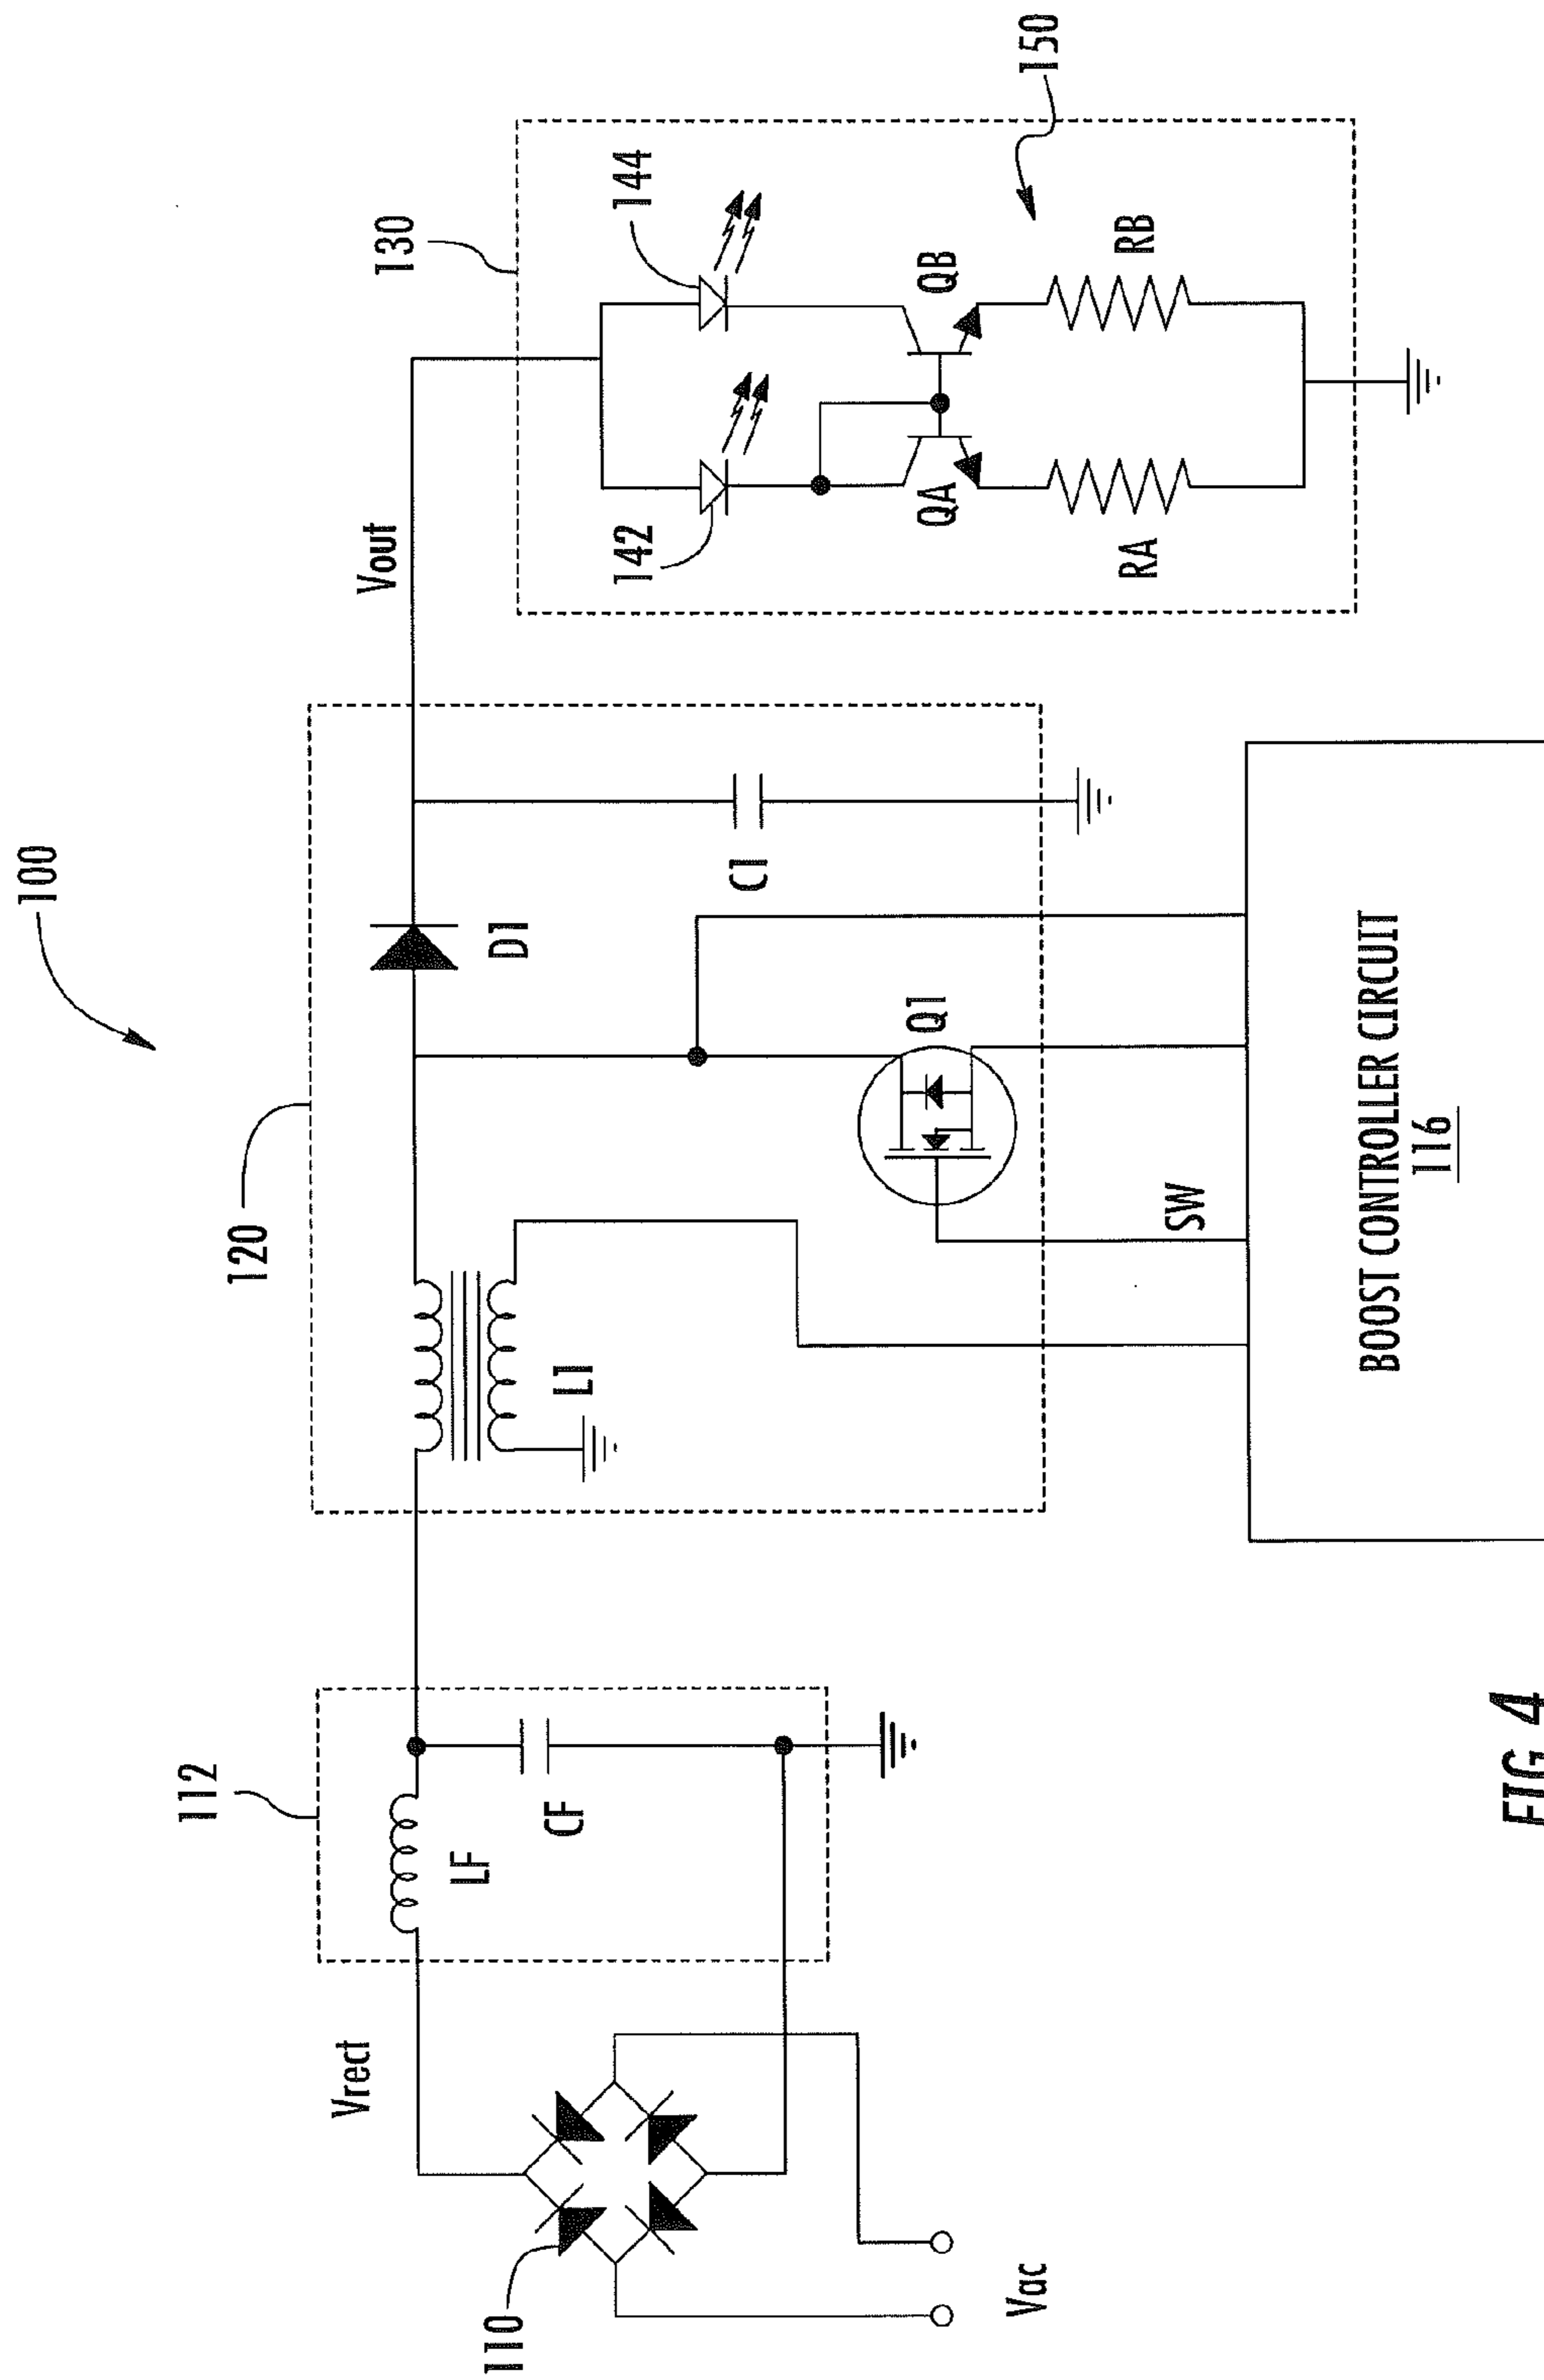 100
120
130
112
110
Vrect
Vout
LF
CF
L1
D1
C1
Q1
SW
142
144
QA
QB
RA
RB
150
Vac
BOOST CONTROLLER CIRCUIT
116
FIG. 4